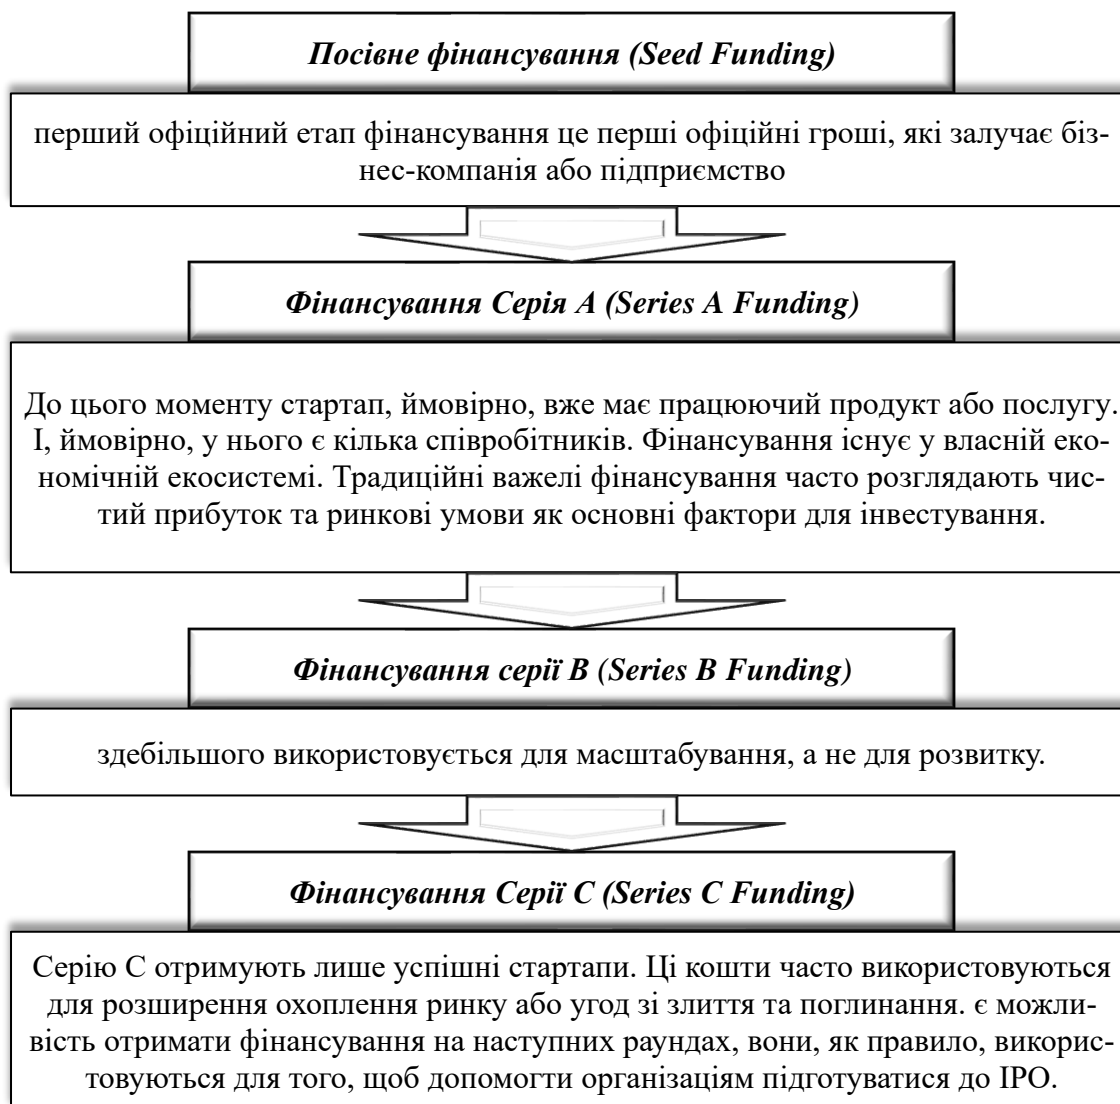 Посівне фінансування (Seed Funding)
перший офіційний етап фінансування це перші офіційні гроші, які залучає біз-
нес-компанія або підприємство
Фінансування Серія А (Series A Funding)
До цього моменту стартап, ймовірно, вже має працюючий продукт або послугу.
І, ймовірно, у нього є кілька співробітників. Фінансування існує у власній еко-
номічній екосистемі. Традиційні важелі фінансування часто розглядають чис-
тий прибуток та ринкові умови як основні фактори для інвестування.
Фінансування серії B (Series B Funding)
здебільшого використовується для масштабування, а не для розвитку.
Фінансування Серії C (Series C Funding)
Серію C отримують лише успішні стартапи. Ці кошти часто використовуються
для розширення охоплення ринку або угод зі злиття та поглинання. є можли-
вість отримати фінансування на наступних раундах, вони, як правило, викорис-
товуються для того, щоб допомогти організаціям підготуватися до IPO.